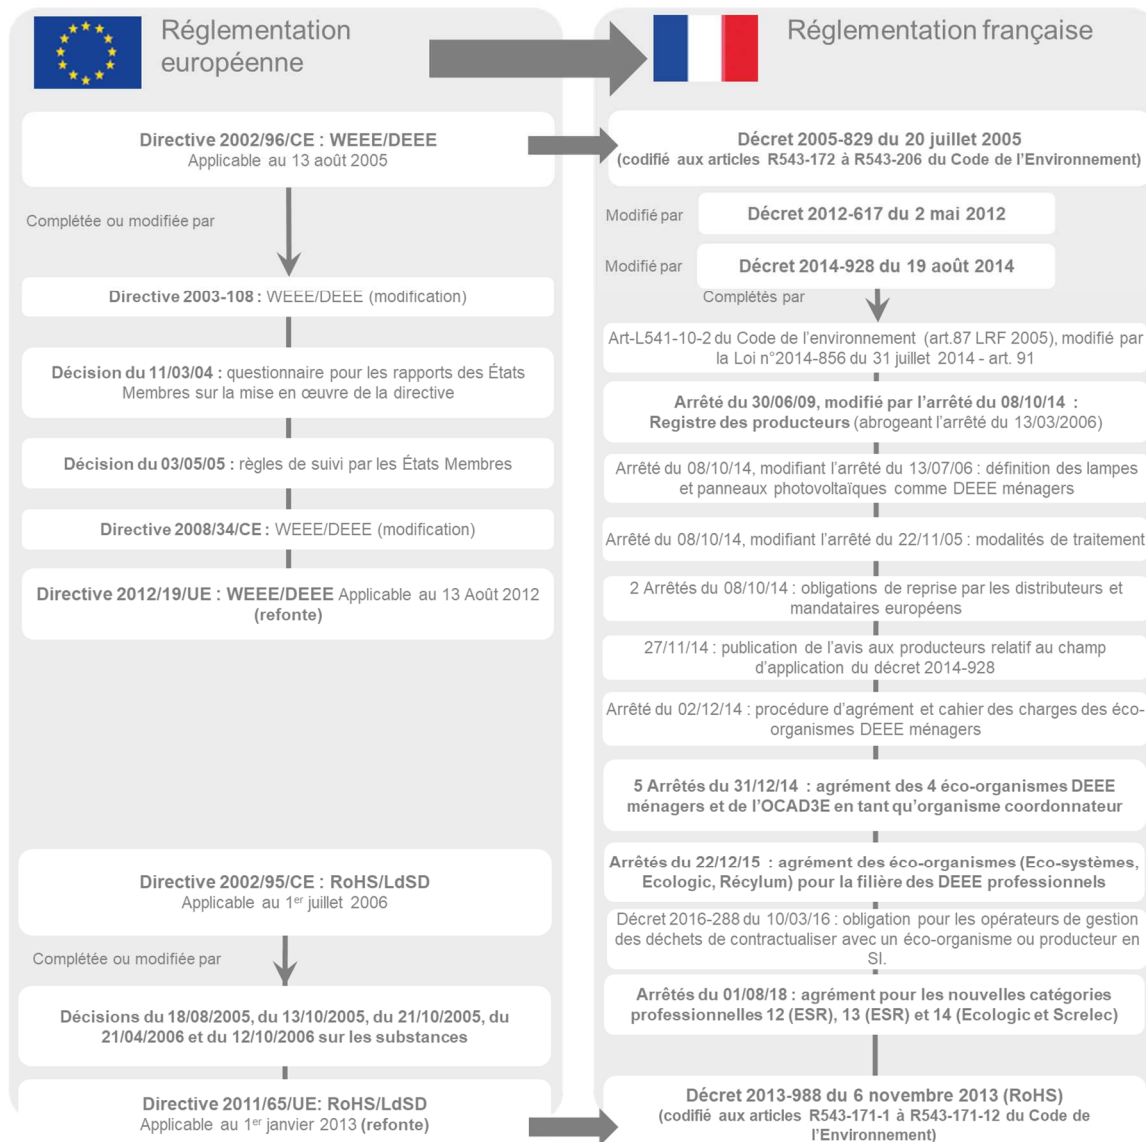 Réglementation
européenne
Directive 2002/96/CE : WEEE/DEEE
Applicable au 13 août 2005
Complétée ou modifiée par
Directive 2003-108 : WEEE/DEEE (modification)
Décision du 11/03/04 : questionnaire pour les rapports des États
Membres sur la mise en œuvre de la directive
Décision du 03/05/05 : règles de suivi par les États Membres
Directive 2008/34/CE : WEEE/DEEE (modification)
Directive 2012/19/UE : WEEE/DEEE Applicable au 13 Août 2012
(refonte)
Directive 2002/95/CE : RoHS/LdSD
Applicable au 1er juillet 2006
Complétée ou modifiée par
Décisions du 18/08/2005, du 13/10/2005, du 21/10/2005, du
21/04/2006 et du 12/10/2006 sur les substances
Directive 2011/65/UE: RoHS/LdSD
Applicable au 1er janvier 2013 (refonte)
Réglementation française
Décret 2005-829 du 20 juillet 2005
(codifié aux articles R543-172 à R543-206 du Code de l'Environnement)
Modifié par
Décret 2012-617 du 2 mai 2012
Modifié par
Décret 2014-928 du 19 août 2014
Complétés par
Art-L541-10-2 du Code de l'environnement (art.87 LRF 2005), modifié par
la Loi n°2014-856 du 31 juillet 2014 - art. 91
Arrêté du 30/06/09, modifié par l'arrêté du 08/10/14 :
Registre des producteurs (abrogeant l'arrêté du 13/03/2006)
Arrêté du 08/10/14, modifiant l'arrêté du 13/07/06 : définition des lampes
et panneaux photovoltaïques comme DEEE ménagers
Arrêté du 08/10/14, modifiant l'arrêté du 22/11/05 : modalités de traitement
2 Arrêtés du 08/10/14 : obligations de reprise par les distributeurs et
mandataires européens
27/11/14 : publication de l'avis aux producteurs relatif au champ
d'application du décret 2014-928
Arrêté du 02/12/14 : procédure d'agrément et cahier des charges des éco-
organismes DEEE ménagers
5 Arrêtés du 31/12/14 : agrément des 4 éco-organismes DEEE
ménagers et de l'OCAD3E en tant qu'organisme coordonnateur
Arrêtés du 22/12/15 : agrément des éco-organismes (Eco-systèmes,
Ecologic, Récylum) pour la filière des DEEE professionnels
Décret 2016-288 du 10/03/16 : obligation pour les opérateurs de gestion
des déchets de contractualiser avec un éco-organisme ou producteur en
SI.
Arrêtés du 01/08/18 : agrément pour les nouvelles catégories
professionnelles 12 (ESR), 13 (ESR) et 14 (Ecologic et Screlec)
Décret 2013-988 du 6 novembre 2013 (RoHS)
(codifié aux articles R543-171-1 à R543-171-12 du Code de
l'Environnement)